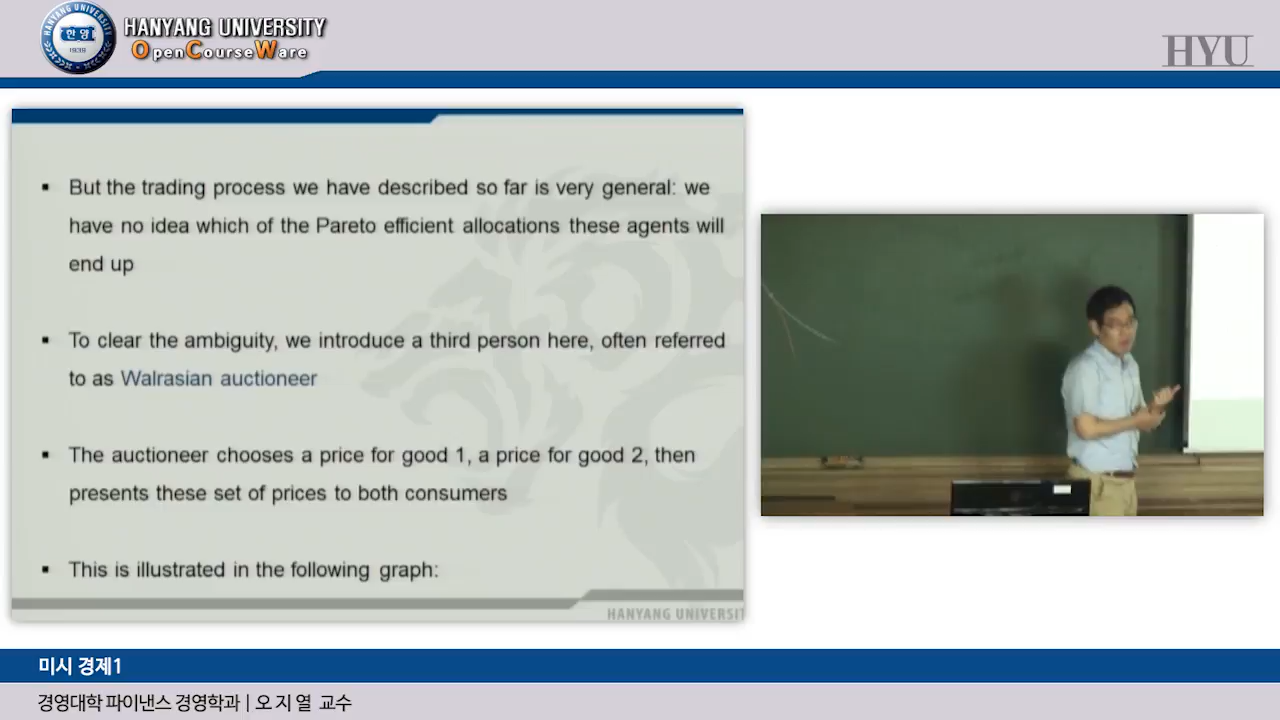 HANYANG UNIVERSITY
OpenCourseWare
한양
1939
HYU
▪ But the trading process we have described so far is very general: we
have no idea which of the Pareto efficient allocations these agents will
end up
▪ To clear the ambiguity, we introduce a third person here, often referred
to as Walrasian auctioneer
▪ The auctioneer chooses a price for good 1, a price for good 2, then
presents these set of prices to both consumers
▪ This is illustrated in the following graph:
HANYANG UNIVERSIT
미시 경제1
경영대학 파이낸스 경영학과 | 오 지 열 교수